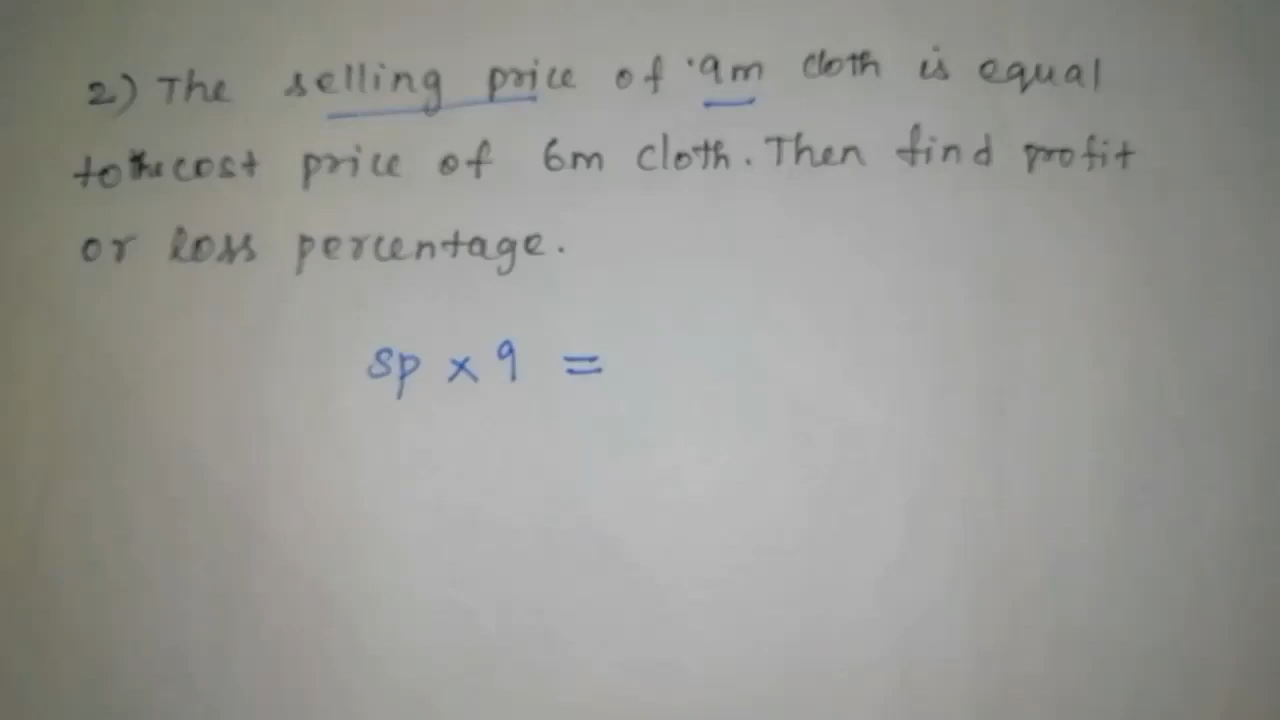 2) The selling price of 9m cloth is equal
to the cost price of 6m cloth. Then find profit
or loss percentage.
SP × 9 =